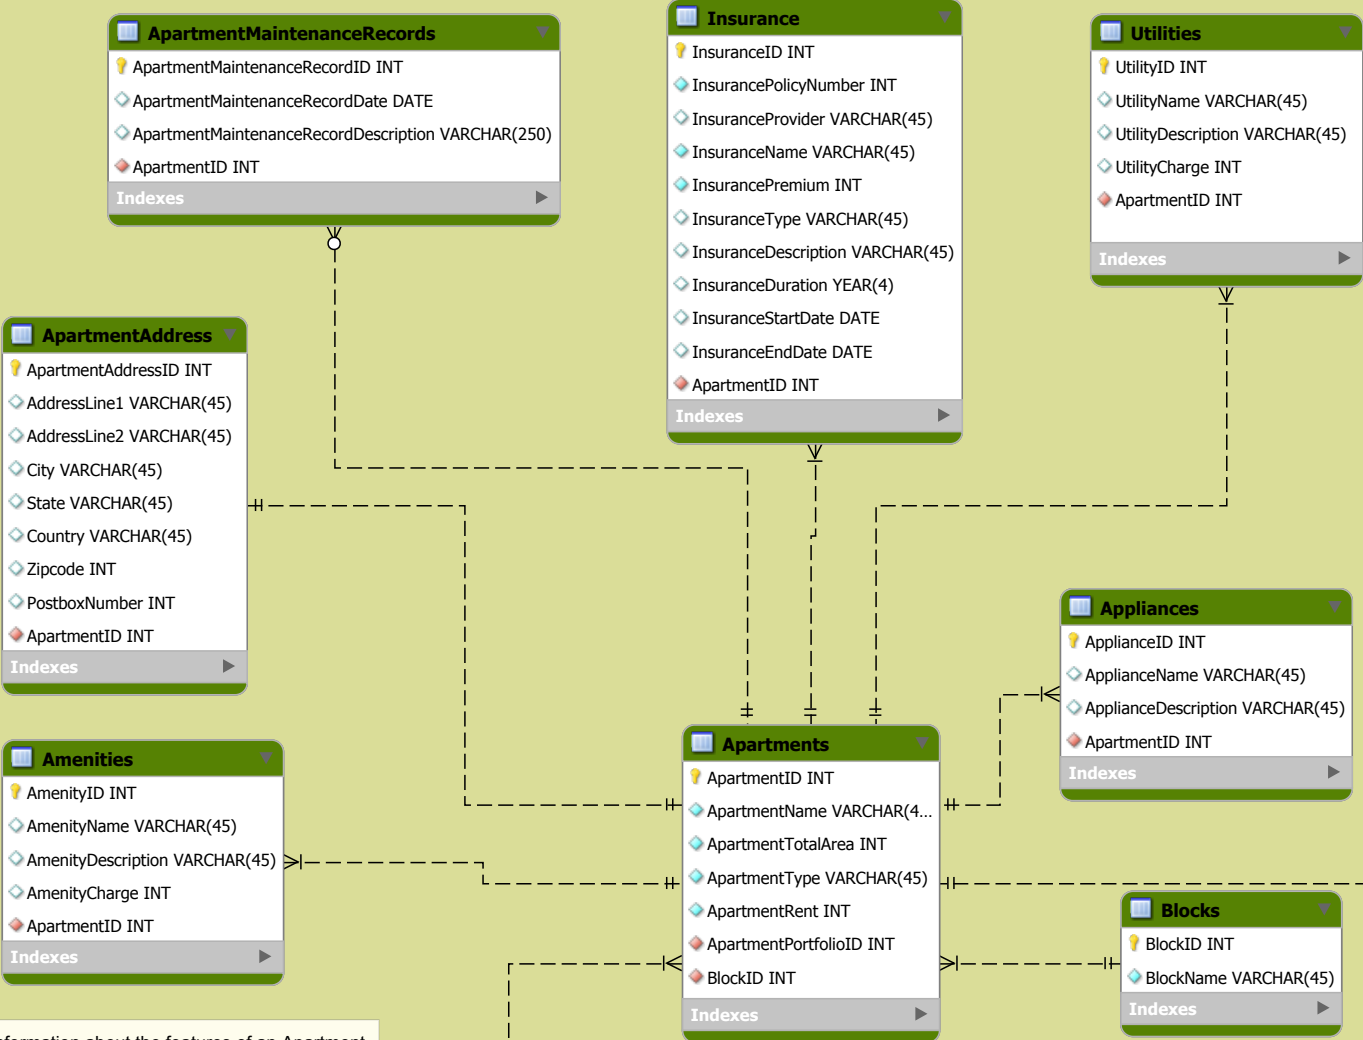 ApartmentMaintenanceRecords
ApartmentMaintenanceRecordID INT
ApartmentMaintenanceRecordDate DATE
ApartmentMaintenanceRecordDescription VARCHAR(250)
ApartmentID INT
Indexes
Insurance
InsuranceID INT
InsurancePolicyNumber INT
InsuranceProvider VARCHAR(45)
InsuranceName VARCHAR(45)
InsurancePremium INT
InsuranceType VARCHAR(45)
InsuranceDescription VARCHAR(45)
InsuranceDuration YEAR(4)
InsuranceStartDate DATE
InsuranceEndDate DATE
ApartmentID INT
Indexes
Utilities
UtilityID INT
UtilityName VARCHAR(45)
UtilityDescription VARCHAR(45)
UtilityCharge INT
ApartmentID INT
Indexes
ApartmentAddress
ApartmentAddressID INT
AddressLine1 VARCHAR(45)
AddressLine2 VARCHAR(45)
City VARCHAR(45)
State VARCHAR(45)
Country VARCHAR(45)
Zipcode INT
PostboxNumber INT
ApartmentID INT
Indexes
Appliances
ApplianceID INT
ApplianceName VARCHAR(45)
ApplianceDescription VARCHAR(45)
ApartmentID INT
Indexes
Amenities
AmenityID INT
AmenityName VARCHAR(45)
AmenityDescription VARCHAR(45)
AmenityCharge INT
ApartmentID INT
Indexes
Apartments
ApartmentID INT
ApartmentName VARCHAR(4...
ApartmentTotalArea INT
ApartmentType VARCHAR(45)
ApartmentRent INT
ApartmentPortfolioID INT
BlockID INT
Indexes
Blocks
BlockID INT
BlockName VARCHAR(45)
Indexes
about the features of an Apartment